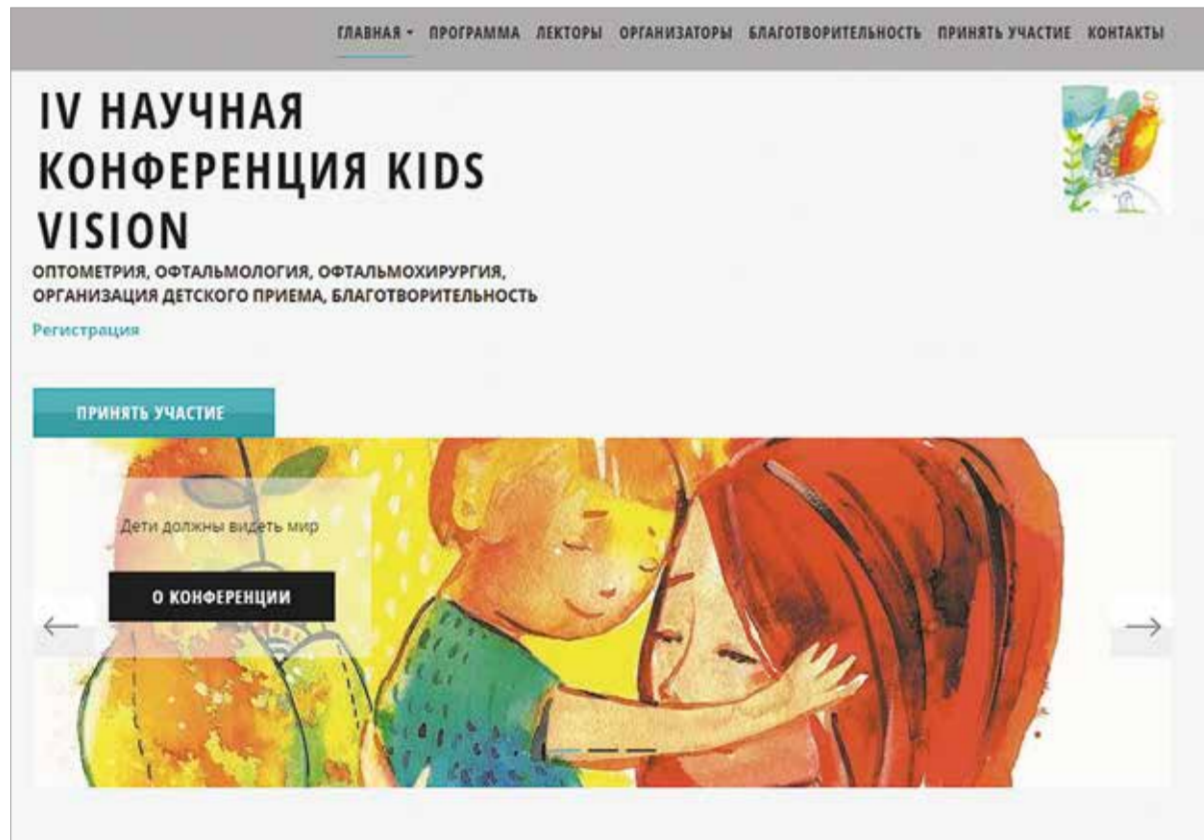 ГЛАВНАЯ ПРОГРАММА ЛЕКТОРЫ ОРГАНИЗАТОРЫ БЛАГОТВОРИТЕЛЬНОСТЬ ПРИНЯТЬ УЧАСТИЕ КОНТАКТЫ
IV НАУЧНАЯ
КОНФЕРЕНЦИЯ KIDS
VISION
ОПТОМЕТРИЯ, ОФТАЛЬМОЛОГИЯ, ОФТАЛЬМОХИРУРГИЯ,
ОРГАНИЗАЦИЯ ДЕТСКОГО ПРИЕМА, БЛАГОТВОРИТЕЛЬНОСТЬ
Регистрация
ПРИНЯТЬ УЧАСТИЕ
Дети должны видеть мир
О КОНФЕРЕНЦИИ